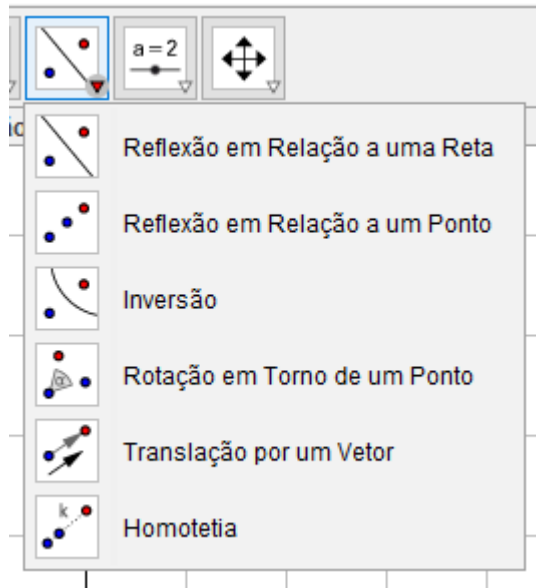 a = 2
Reflexão em Relação a uma Reta
Reflexão em Relação a um Ponto
Inversão
α
Rotação em Torno de um Ponto
Translação por um Vetor
k
Homotetia